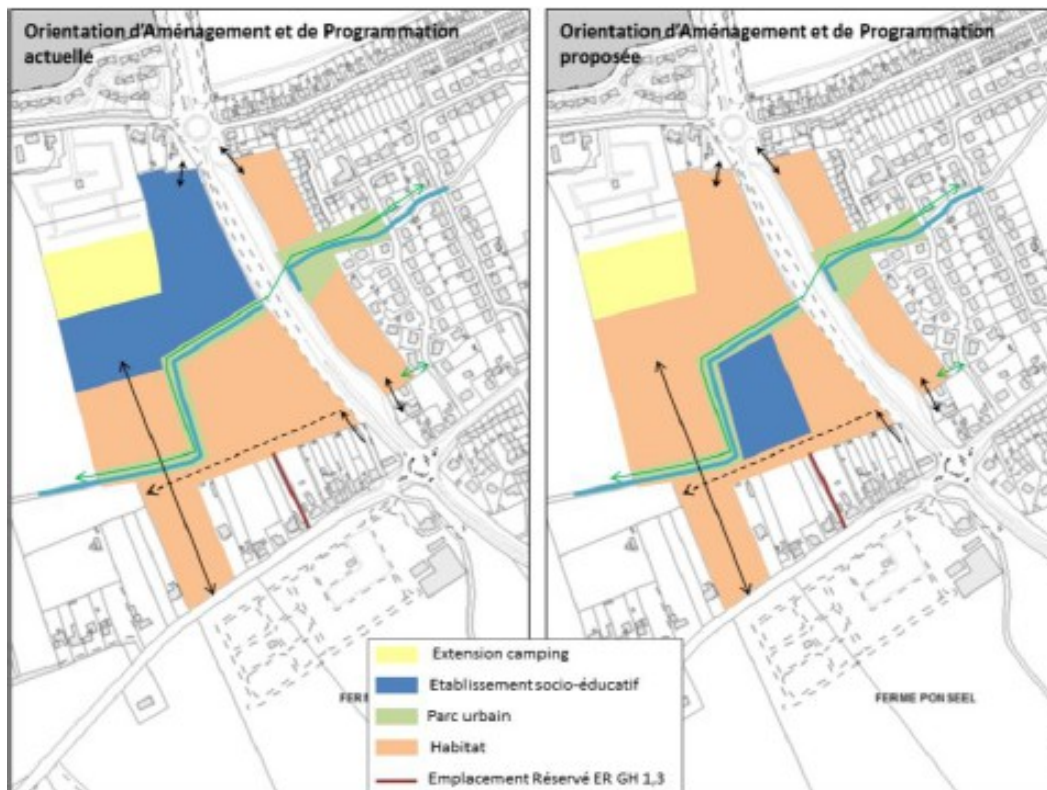 Orientation d'Aménagement et de Programmation
actuelle
Orientation d'Aménagement et de Programmation
proposée
Extension camping
Etablissement socio-éducatif
Parc urbain
Habitat
Emplacement Réservé ER GH 1,3
FERME PONSEEL